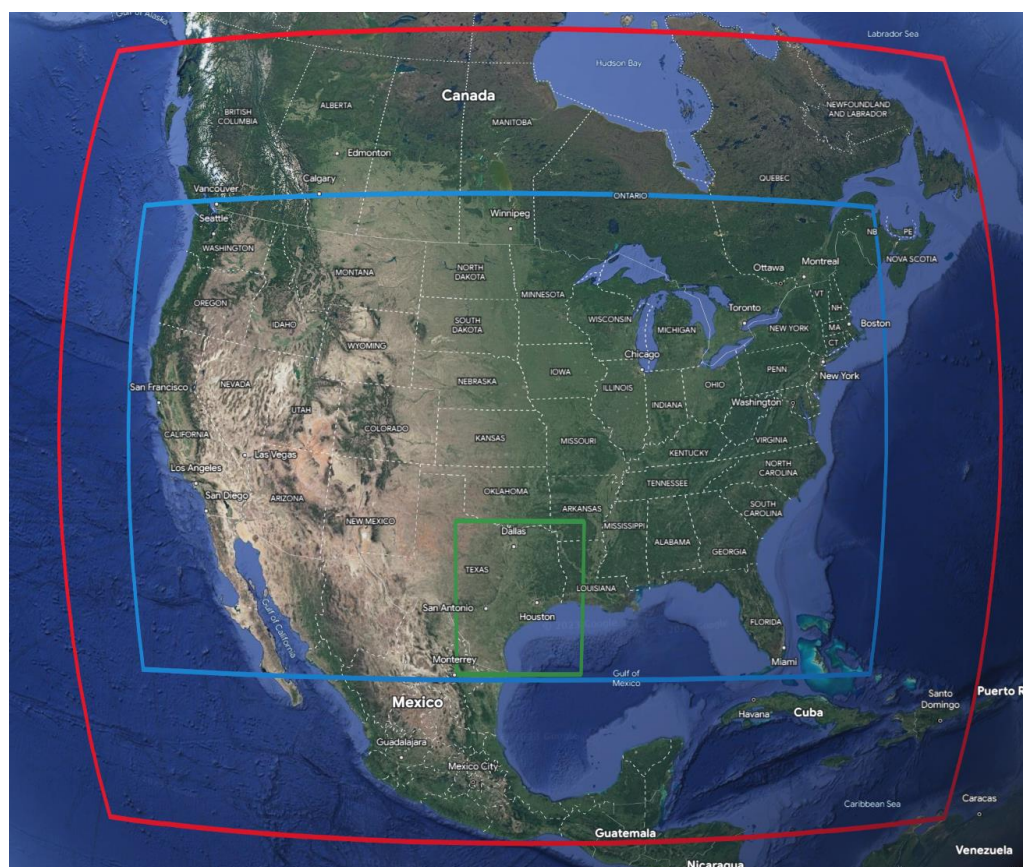 Gulf of Alaska
Labrador Sea
Hudson Bay
Canada
BRITISH
COLUMBIA
ALBERTA
MANITOBA
NEWFOUNDLAND
AND LABRADOR
Edmonton
Calgary
QUEBEC
Vancouver
ONTARIO
Seattle
Winnipeg
WASHINGTON
NB
PE
NOVA SCOTIA
MONTANA
NORTH
DAKOTA
Ottawa
Montreal
MINNESOTA
VT
OREGON
Toronto
NH
IDAHO
SOUTH
DAKOTA
WISCONSIN
MICHIGAN
NEW YORK
MA
Boston
CT
WYOMING
Chicago
San Francisco
NEVADA
NEBRASKA
IOWA
ILLINOIS
OHIO
PENN
New York
INDIANA
Washington
UTAH
CALIFORNIA
COLORADO
KANSAS
MISSOURI
VIRGINIA
Las Vegas
KENTUCKY
Los Angeles
NORTH
CAROLINA
TENNESSEE
San Diego
ARIZONA
OKLAHOMA
ARKANSAS
SOUTH
CAROLINA
NEW MEXICO
MISSISSIPPI
Dallas
ALABAMA
GEORGIA
TEXAS
LOUISIANA
Gulf of California
San Antonio
Houston
FLORIDA
Monterrey
Miami
Gulf of
Mexico
Mexico
Santo
Domingo
Puerto R
Havana
Cuba
Guadalajara
Mexico City
Caribbean Sea
Caracas
Guatemala
Venezuela
Nicaragua